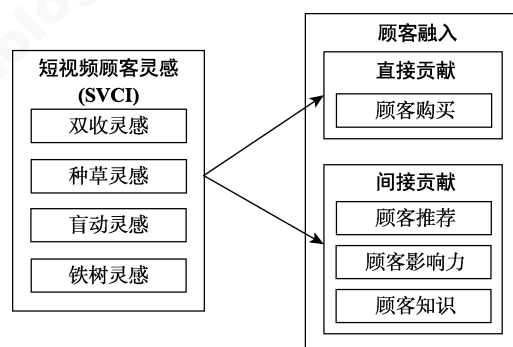 短视频顾客灵感
(SVCI)
双收灵感
种草灵感
盲动灵感
铁树灵感
顾客融入
直接贡献
顾客购买
间接贡献
顾客推荐
顾客影响力
顾客知识